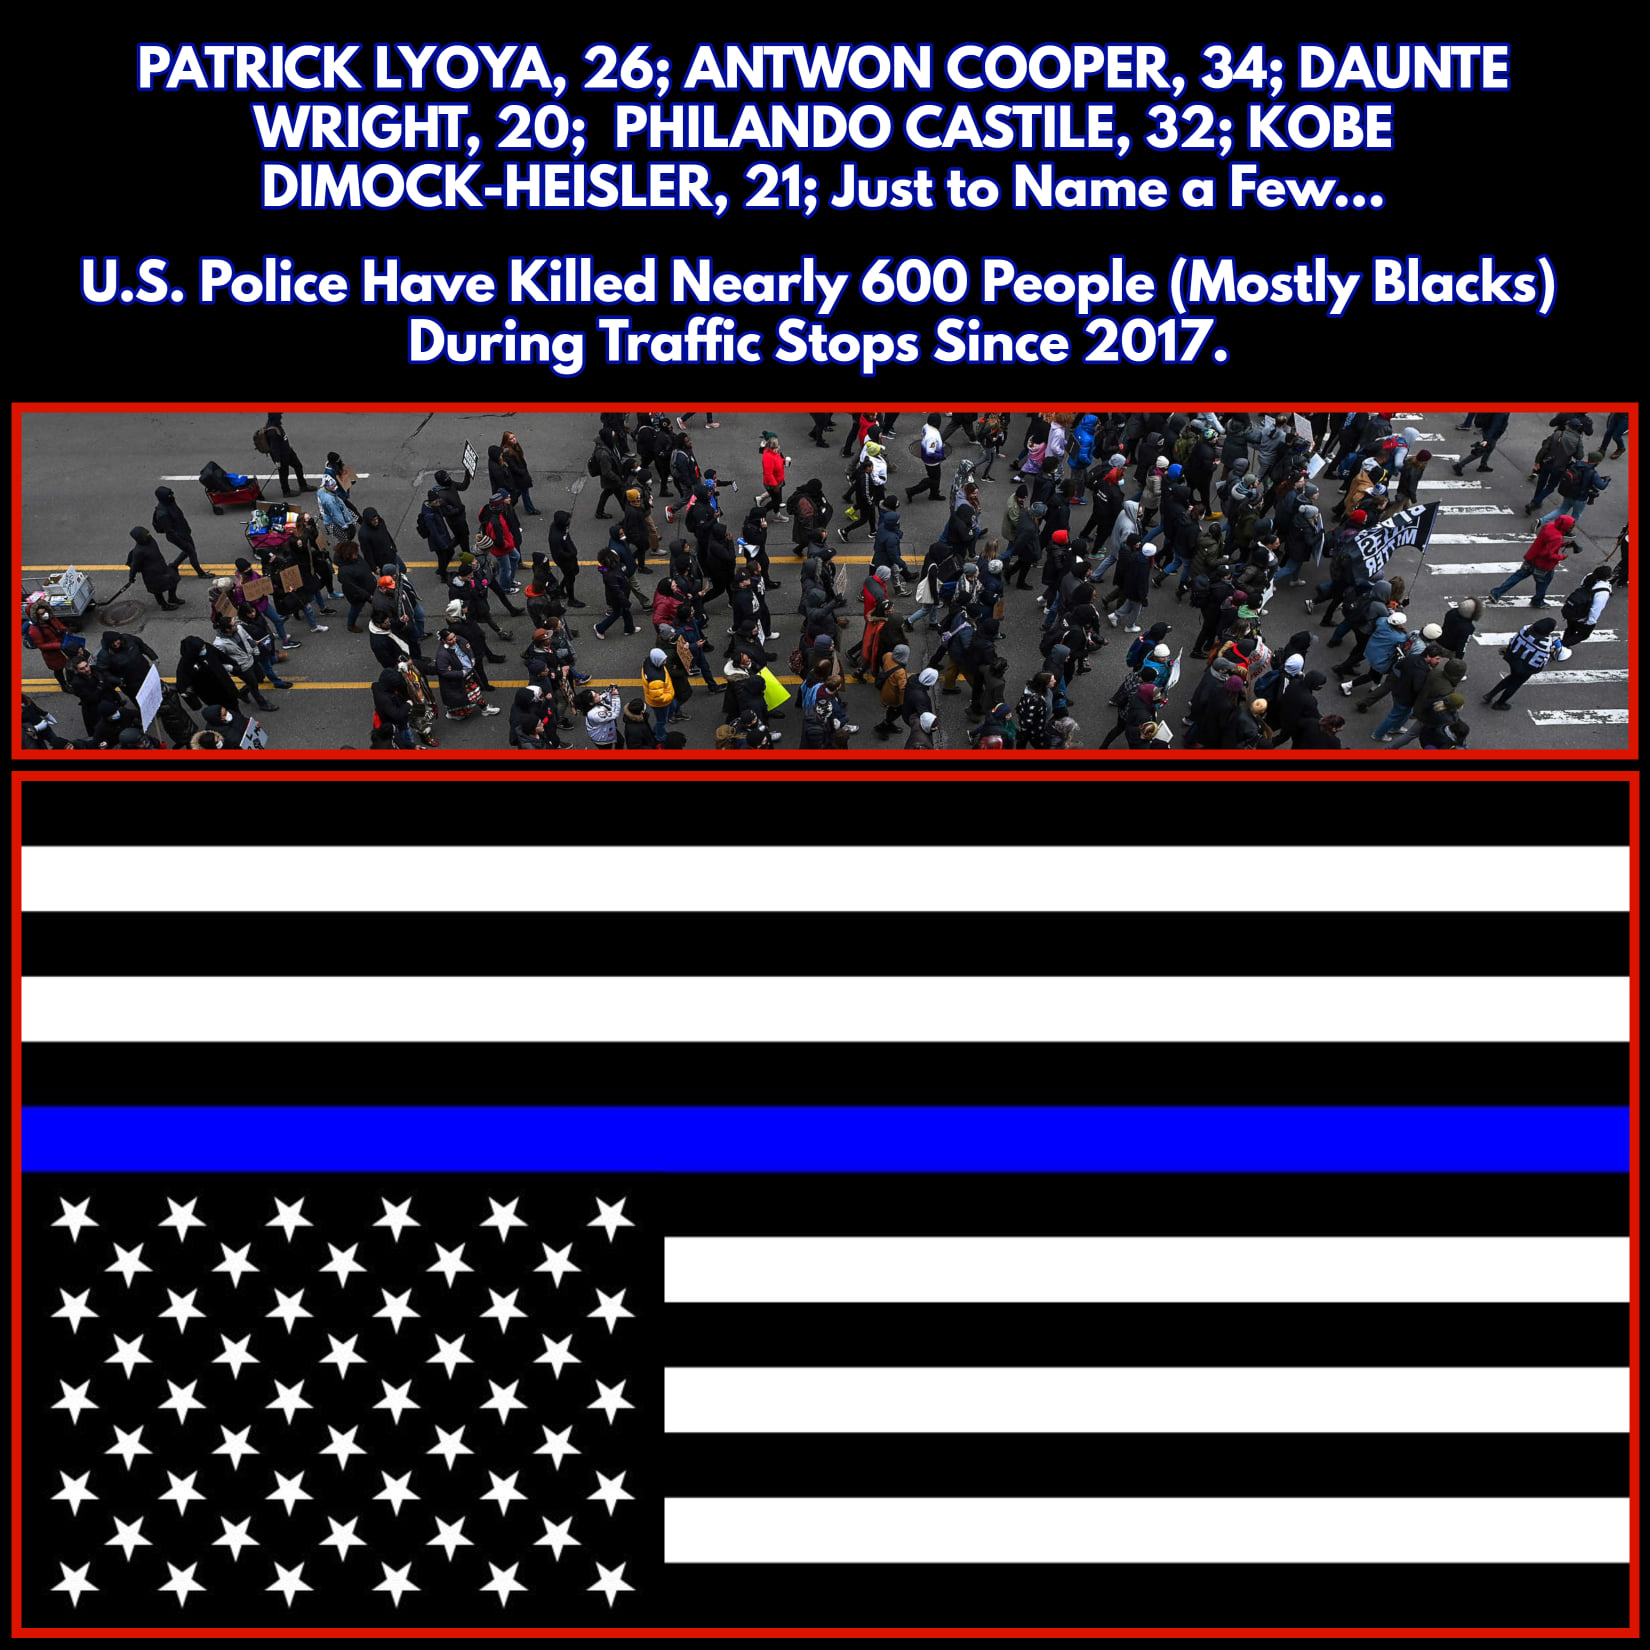 PATRICK LYOYA, 26; ANTWON COOPER, 34; DAUNTE
WRIGHT, 20; PHILANDO CASTILE, 32; KOBE
DIMOCK-HEISLER, 21; Just to Name a Few...
U.S. Police Have Killed Nearly 600 People (Mostly Blacks)
During Traffic Stops Since 2017.
LIVES
MATTER